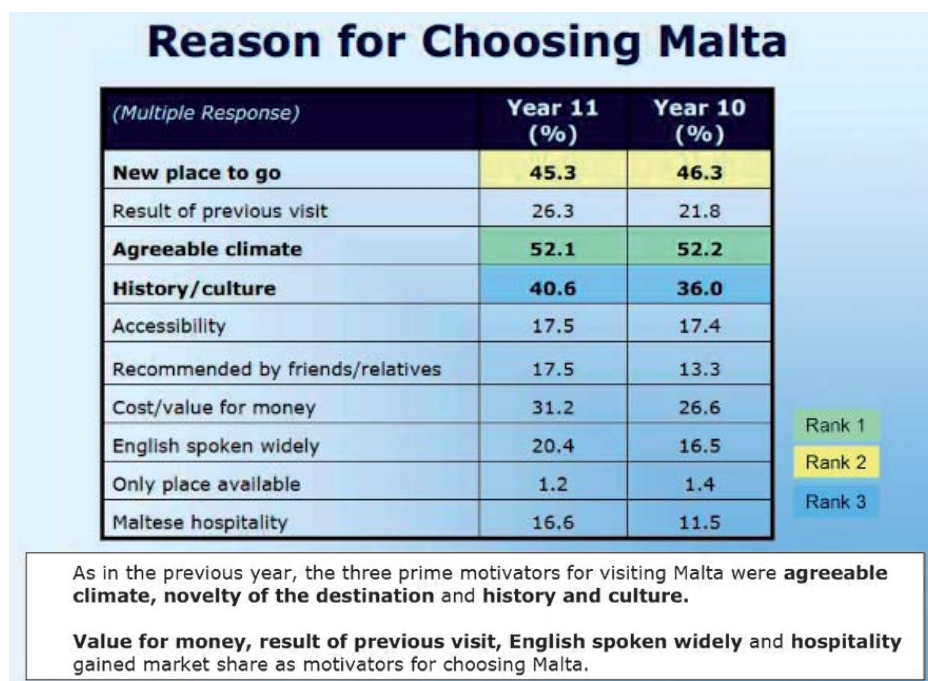 Reason for Choosing Malta
(Multiple Response) Year 11 (%) Year 10 (%)
New place to go 45.3 46.3
Result of previous visit 26.3 21.8
Agreeable climate 52.1 52.2
History/culture 40.6 36.0
Accessibility 17.5 17.4
Recommended by friends/relatives 17.5 13.3
Cost/value for money 31.2 26.6
English spoken widely 20.4 16.5
Only place available 1.2 1.4
Maltese hospitality 16.6 11.5
Rank 1
Rank 2
Rank 3
As in the previous year, the three prime motivators for visiting Malta were agreeable
climate, novelty of the destination and history and culture.
Value for money, result of previous visit, English spoken widely and hospitality
gained market share as motivators for choosing Malta.